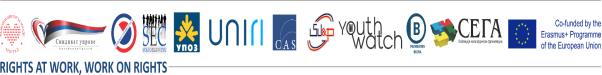 Синдикат управе
SEC
УПОЗ
UNIRI
CAS
Youth
watch
B
СЕГА
Co-funded by the
Erasmus+ Programme
of the European Union
RIGHTS AT WORK, WORK ON RIGHTS